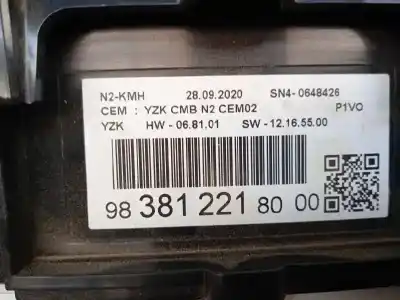 N2-KMH 28.09.2020 SN4-0648426
CEM : YZK CMB N2 CEM02 P1VO
YZK HW - 06.81.01 SW - 12.16.55.00
98 381 221 80 00